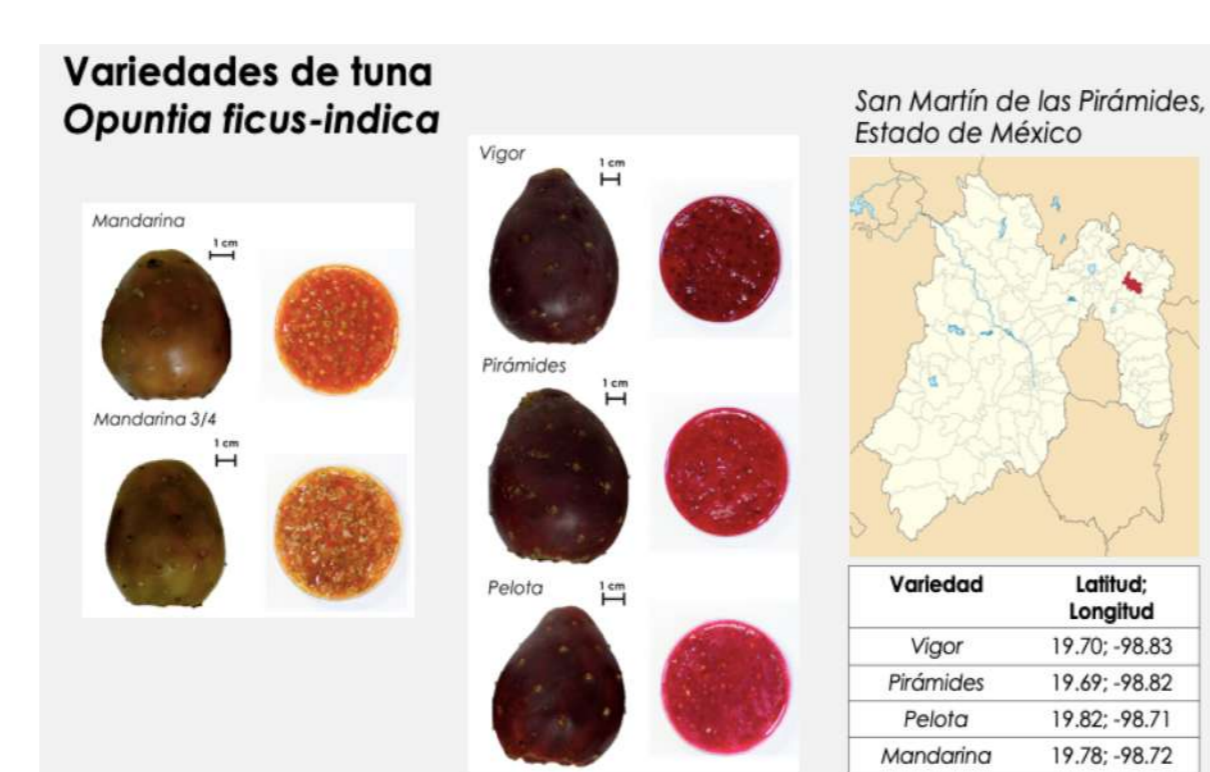 Variedades de tuna
Opuntia ficus-indica
Mandarina
1 cm
Mandarina 3/4
1 cm
Vigor
1 cm
Pirámides
1 cm
Pelota
1 cm
San Martín de las Pirámides,
Estado de México
Variedad Latitud;
Longitud
Vigor 19.70; -98.83
Pirámides 19.69; -98.82
Pelota 19.82; -98.71
Mandarina 19.78; -98.72